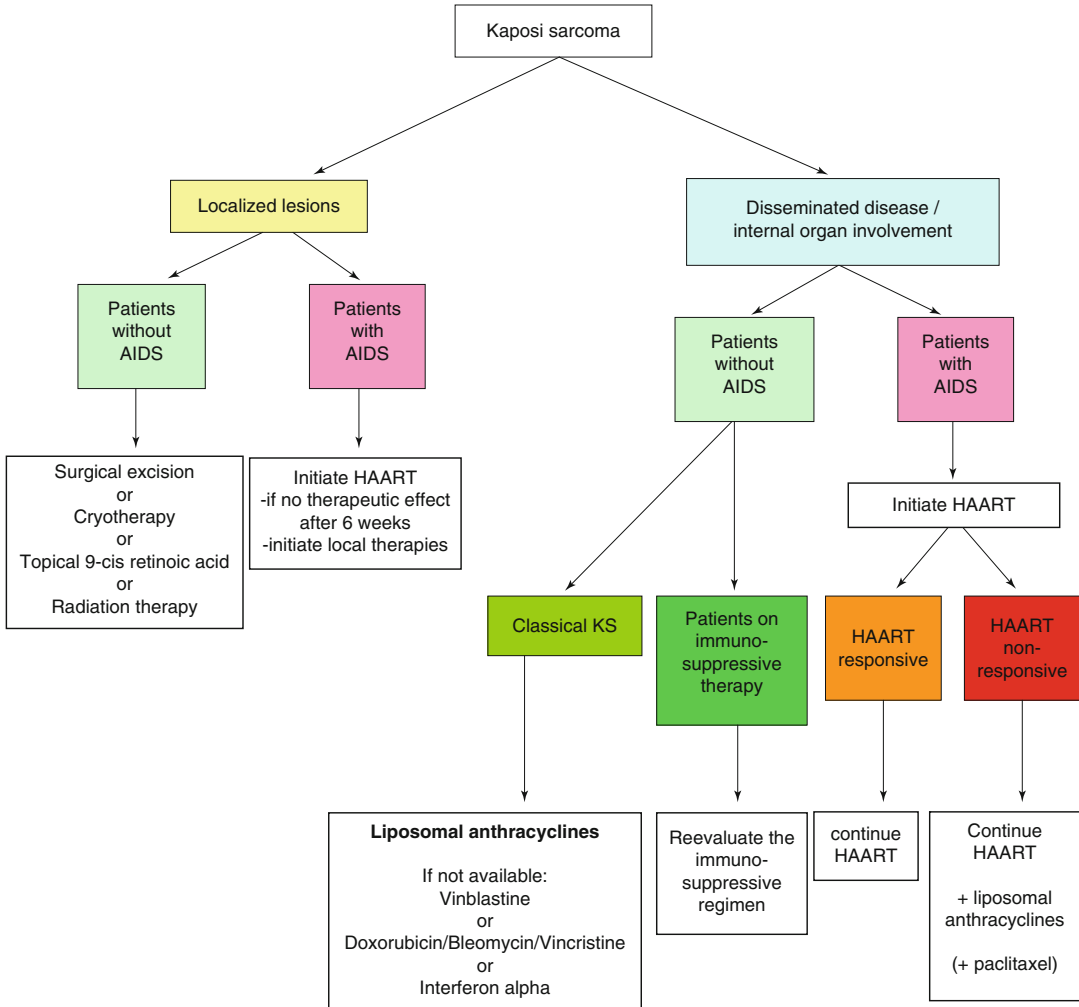 Kaposi sarcoma
Localized lesions
Disseminated disease /
internal organ involvement
Patients
without
AIDS
Patients
with
AIDS
Patients
without
AIDS
Patients
with
AIDS
Surgical excision
or
Cryotherapy
or
Topical 9-cis retinoic acid
or
Radiation therapy
Initiate HAART
-if no therapeutic effect
after 6 weeks
-initiate local therapies
Initiate HAART
Classical KS
Patients on
immuno-
suppressive
therapy
HAART
responsive
HAART
non-
responsive
Liposomal anthracyclines
If not available:
Vinblastine
or
Doxorubicin/Bleomycin/Vincristine
or
Interferon alpha
Reevaluate the
immuno-
suppressive
regimen
continue
HAART
Continue
HAART
+ liposomal
anthracyclines
(+ paclitaxel)